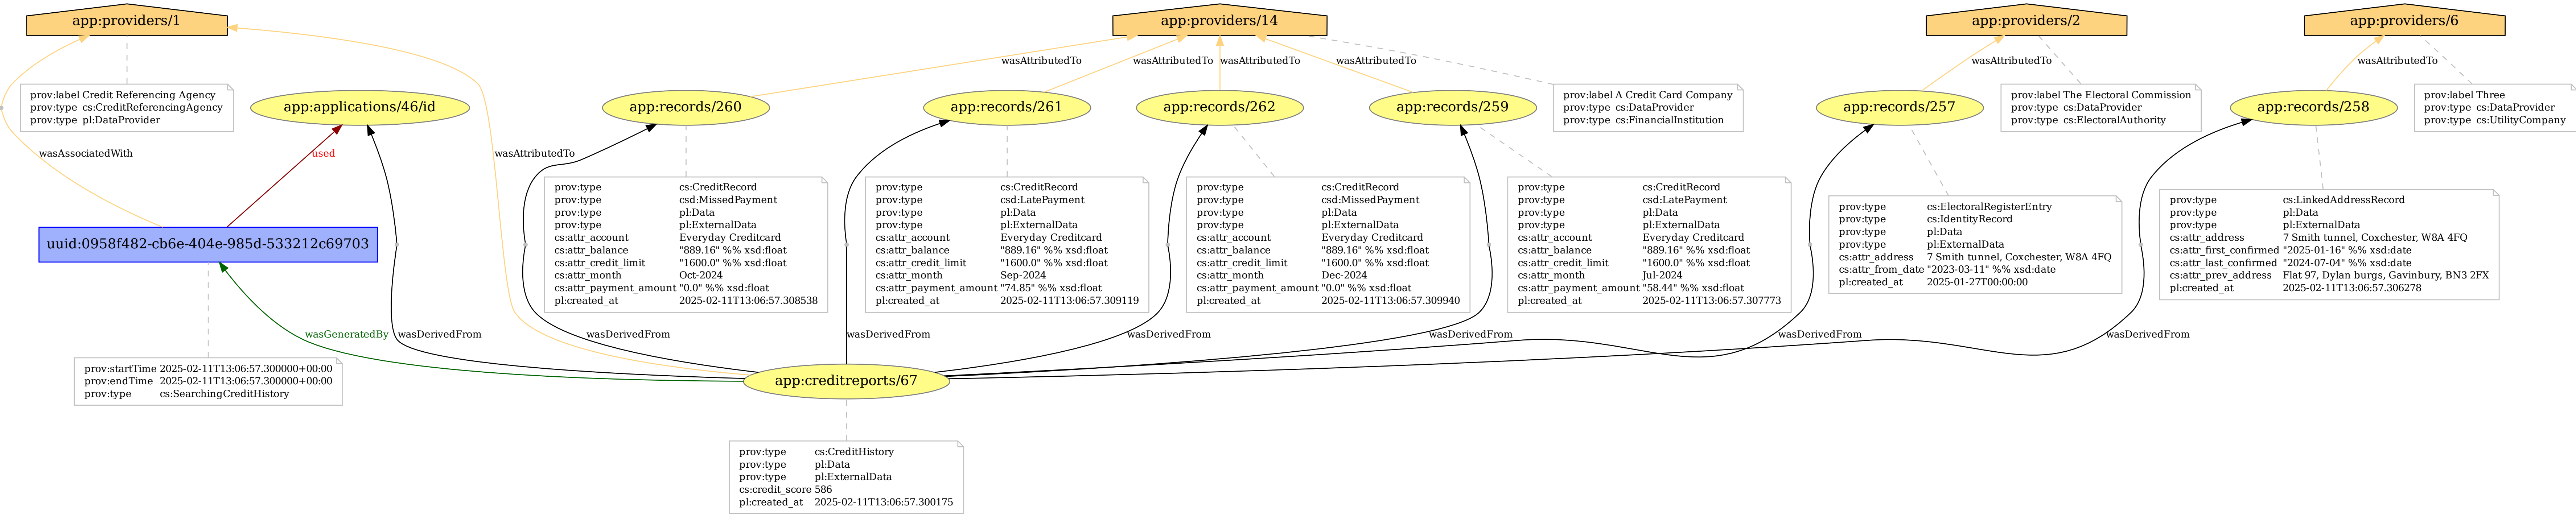 app:providers/1
app:providers/14
app:providers/2
app:providers/6
wasAttributedTo
wasAttributedTo
wasAttributedTo
wasAttributedTo
wasAttributedTo
wasAttributedTo
prov:label Credit Referencing Agency
prov:type cs:CreditReferencingAgency
prov:type pl:DataProvider
app:applications/46/id
app:records/260
app:records/261
app:records/262
app:records/259
prov:label A Credit Card Company
prov:type cs:DataProvider
prov:type cs:FinancialInstitution
app:records/257
prov:label The Electoral Commission
prov:type cs:DataProvider
prov:type cs:ElectoralAuthority
app:records/258
prov:label Three
prov:type cs:DataProvider
prov:type cs:UtilityCompany
wasAssociatedWith
used
wasAttributedTo
uuid:0958f482-cb6e-404e-985d-533212c69703
prov:type cs:CreditRecord
prov:type csd:MissedPayment
prov:type pl:Data
prov:type pl:ExternalData
cs:attr_account Everyday Creditcard
cs:attr_balance "889.16" %% xsd:float
cs:attr_credit_limit "1600.0" %% xsd:float
cs:attr_month Oct-2024
cs:attr_payment_amount "0.0" %% xsd:float
pl:created_at 2025-02-11T13:06:57.308538
prov:type cs:CreditRecord
prov:type csd:LatePayment
prov:type pl:Data
prov:type pl:ExternalData
cs:attr_account Everyday Creditcard
cs:attr_balance "889.16" %% xsd:float
cs:attr_credit_limit "1600.0" %% xsd:float
cs:attr_month Sep-2024
cs:attr_payment_amount "74.85" %% xsd:float
pl:created_at 2025-02-11T13:06:57.309119
prov:type cs:CreditRecord
prov:type csd:MissedPayment
prov:type pl:Data
prov:type pl:ExternalData
cs:attr_account Everyday Creditcard
cs:attr_balance "889.16" %% xsd:float
cs:attr_credit_limit "1600.0" %% xsd:float
cs:attr_month Dec-2024
cs:attr_payment_amount "0.0" %% xsd:float
pl:created_at 2025-02-11T13:06:57.309940
prov:type cs:CreditRecord
prov:type csd:LatePayment
prov:type pl:Data
prov:type pl:ExternalData
cs:attr_account Everyday Creditcard
cs:attr_balance "889.16" %% xsd:float
cs:attr_credit_limit "1600.0" %% xsd:float
cs:attr_month Jul-2024
cs:attr_payment_amount "58.44" %% xsd:float
pl:created_at 2025-02-11T13:06:57.307773
prov:type cs:ElectoralRegisterEntry
prov:type cs:IdentityRecord
prov:type pl:Data
prov:type pl:ExternalData
cs:attr_address 7 Smith tunnel, Coxchester, W8A 4FQ
cs:attr_from_date "2023-03-11" %% xsd:date
pl:created_at 2025-01-27T00:00:00
prov:type cs:LinkedAddressRecord
prov:type pl:Data
prov:type pl:ExternalData
cs:attr_address 7 Smith tunnel, Coxchester, W8A 4FQ
cs:attr_first_confirmed "2025-01-16" %% xsd:date
cs:attr_last_confirmed "2024-07-04" %% xsd:date
cs:attr_prev_address Flat 97, Dylan burgs, Gavinbury, BN3 2FX
pl:created_at 2025-02-11T13:06:57.306278
wasGeneratedBy
wasDerivedFrom
wasDerivedFrom
wasDerivedFrom
wasDerivedFrom
wasDerivedFrom
wasDerivedFrom
wasDerivedFrom
prov:startTime 2025-02-11T13:06:57.300000+00:00
prov:endTime 2025-02-11T13:06:57.300000+00:00
prov:type cs:SearchingCreditHistory
app:creditreports/67
prov:type cs:CreditHistory
prov:type pl:Data
prov:type pl:ExternalData
cs:credit_score 586
pl:created_at 2025-02-11T13:06:57.300175